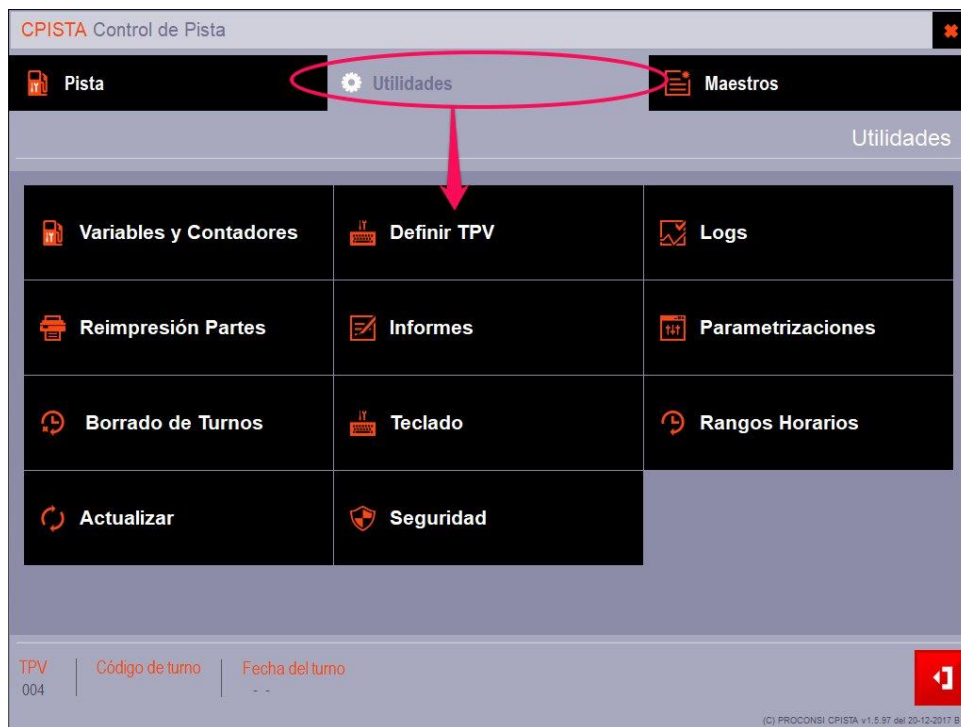 CPISTA Control de Pista
Pista
Utilidades
Maestros
Utilidades
Variables y Contadores
Definir TPV
Logs
Reimpresión Partes
Informes
Parametrizaciones
Borrado de Turnos
Teclado
Rangos Horarios
Actualizar
Seguridad
TPV
Código de turno
Fecha del turno
004
- -
(C) PROCONSI CPISTA v1.5.97 del 20-12-2017 B